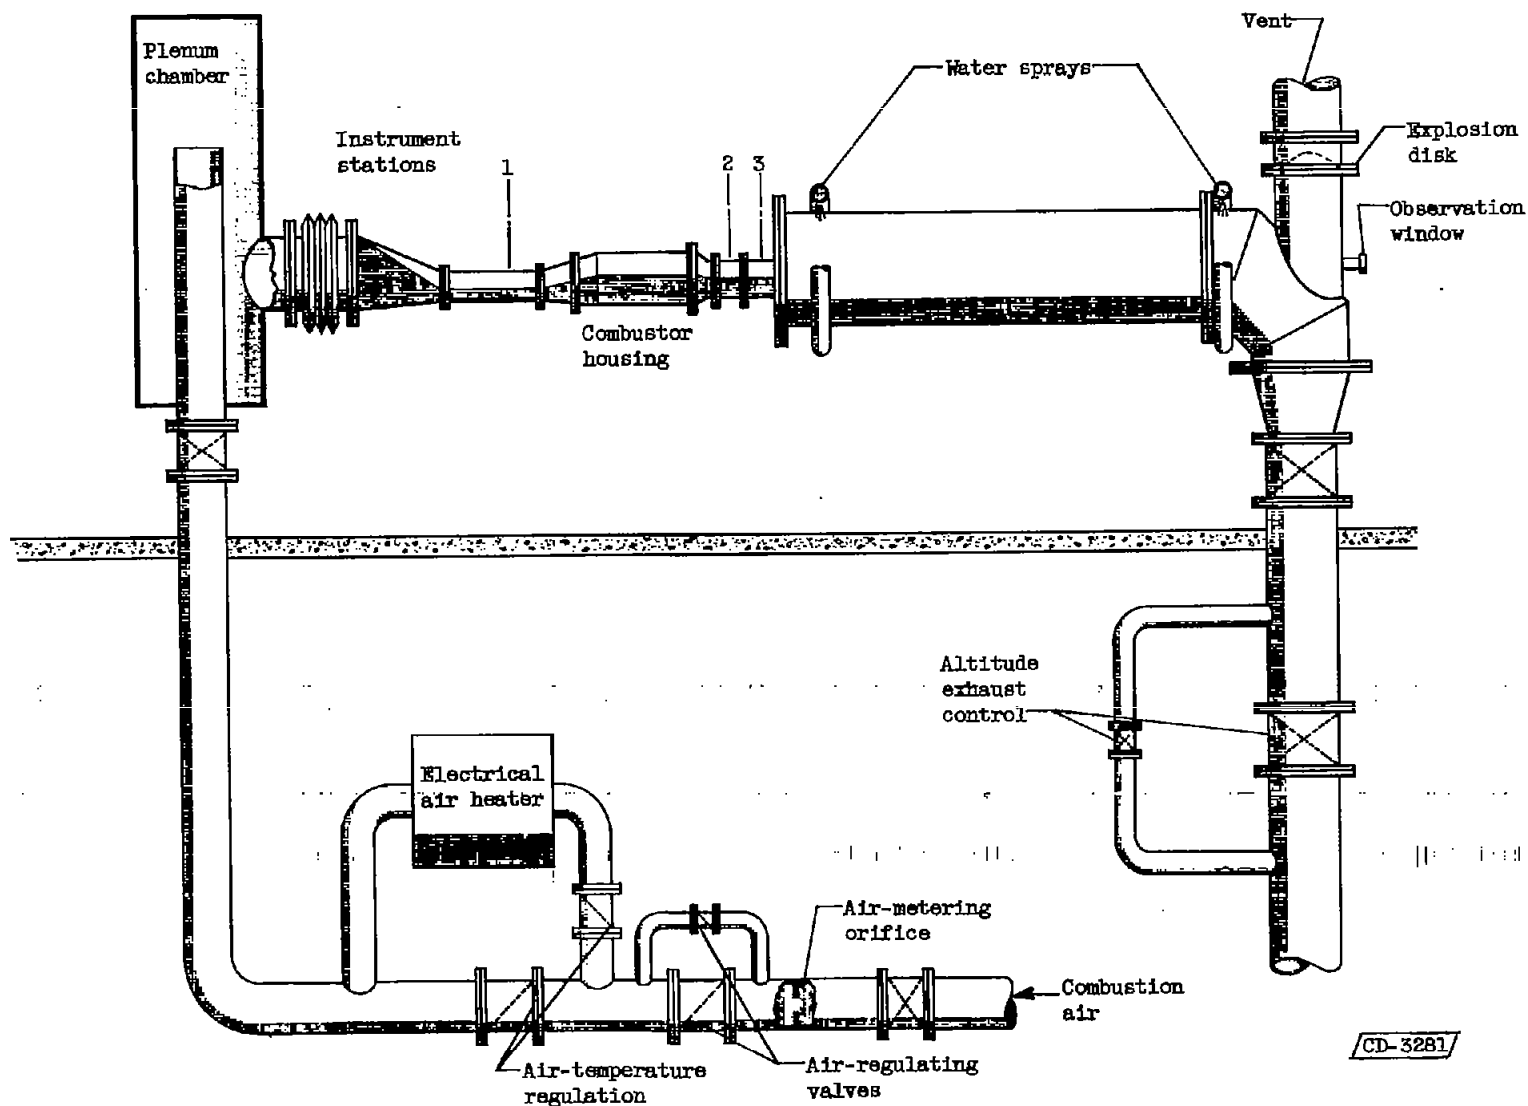 Vent
Plenum
chamber
Water sprays
Explosion
disk
Instrument
stations
1
2
3
Observation
window
Combustor
housing
Altitude
exhaust
control
Electrical
air heater
Air-metering
orifice
Combustion
air
Air-temperature
regulation
Air-regulating
valves
CD-3281